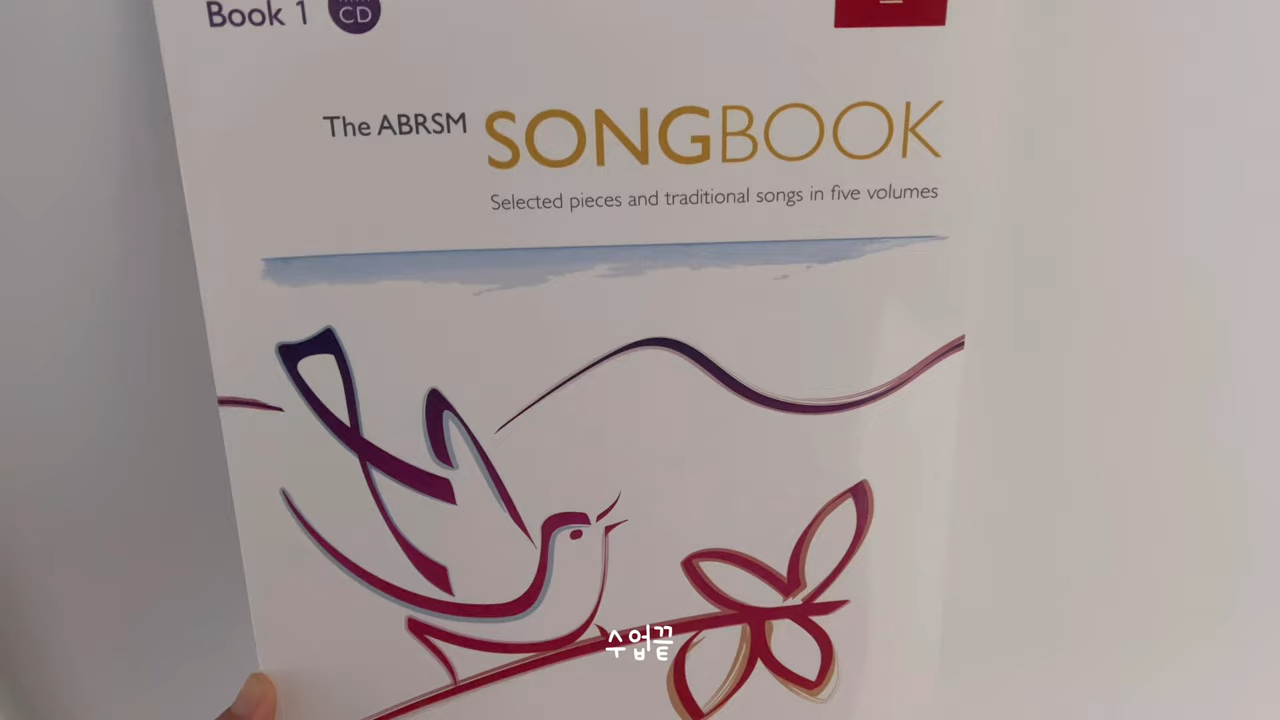 Book 1
CD
The ABRSM SONGBOOK
Selected pieces and traditional songs in five volumes
수업끝